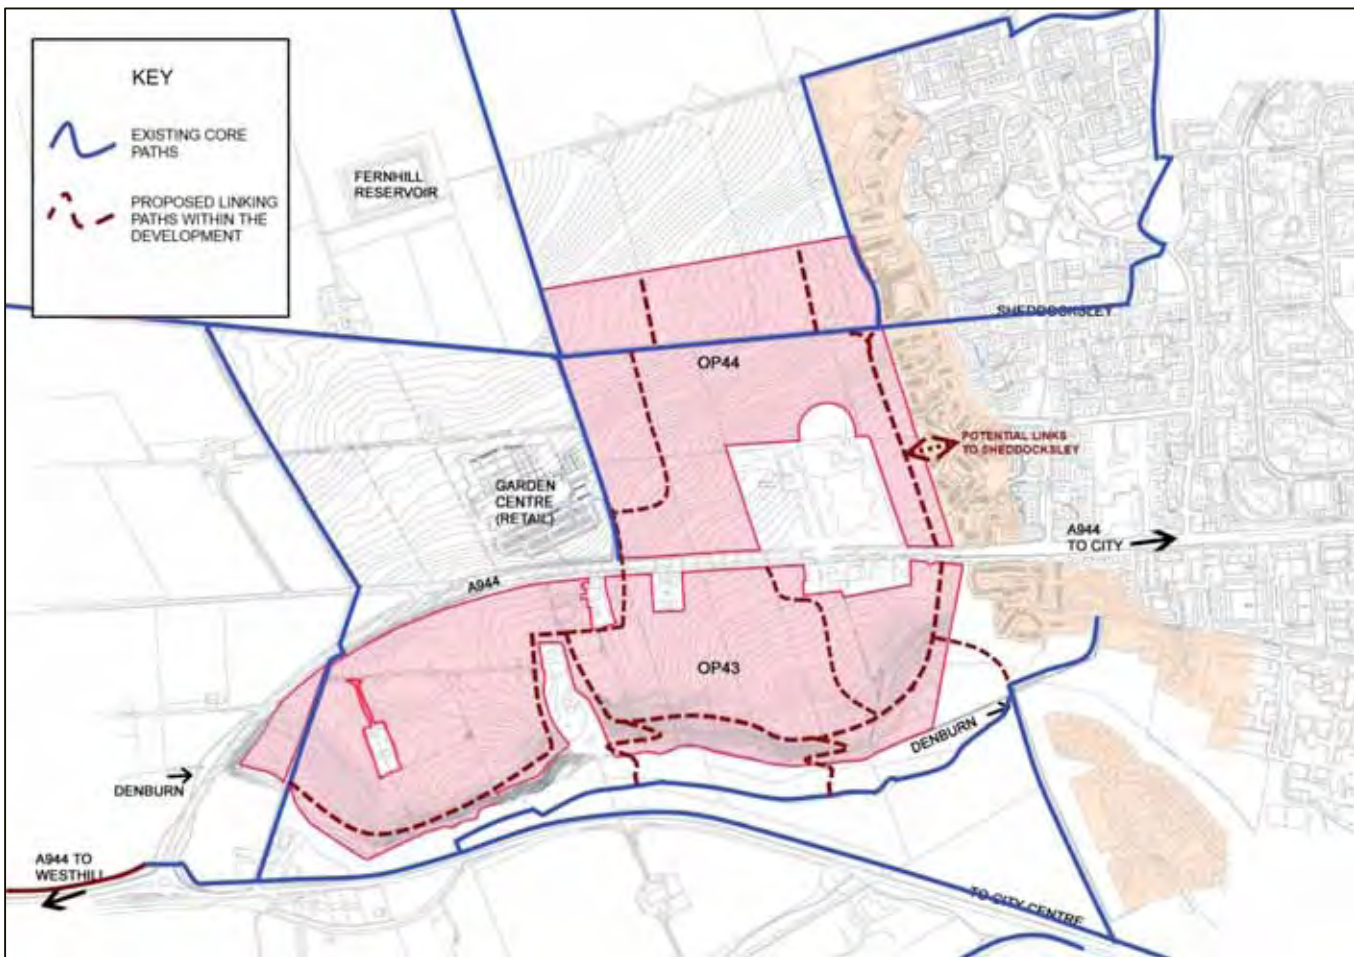 KEY
EXISTING CORE
PATHS
PROPOSED LINKING
PATHS WITHIN THE
DEVELOPMENT
FERNHILL
RESERVOIR
SHEDDOCKSLEY
OP44
POTENTIAL LINKS
TO SHEDDOCKSLEY
GARDEN
CENTRE
(RETAIL)
A944
TO CITY
A944
OP43
DENBURN
DENBURN
A944 TO
WESTHILL
TO CITY CENTRE